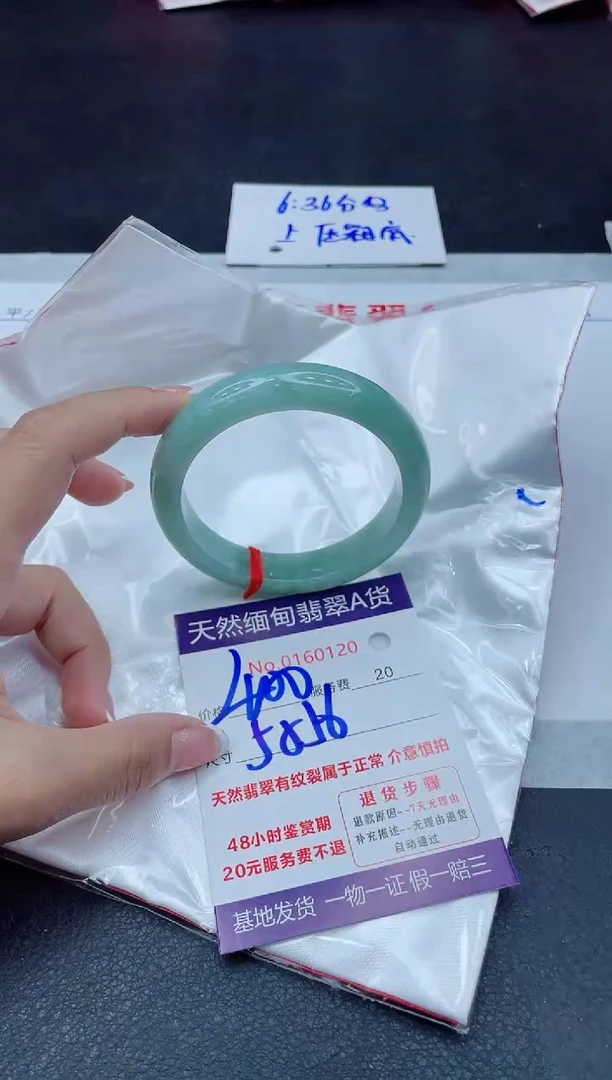 6:36分号
上 压箱底
翡翠
天然缅甸翡翠A货
No.0160120
价格 400 服务费 20
尺寸 5856
天然翡翠有纹裂属于正常 介意慎拍
48小时鉴赏期
20元服务费不退
退货步骤
退款原因--7天无理由
补充描述--无理由退货
自动通过
基地发货 一物一证 假一赔三